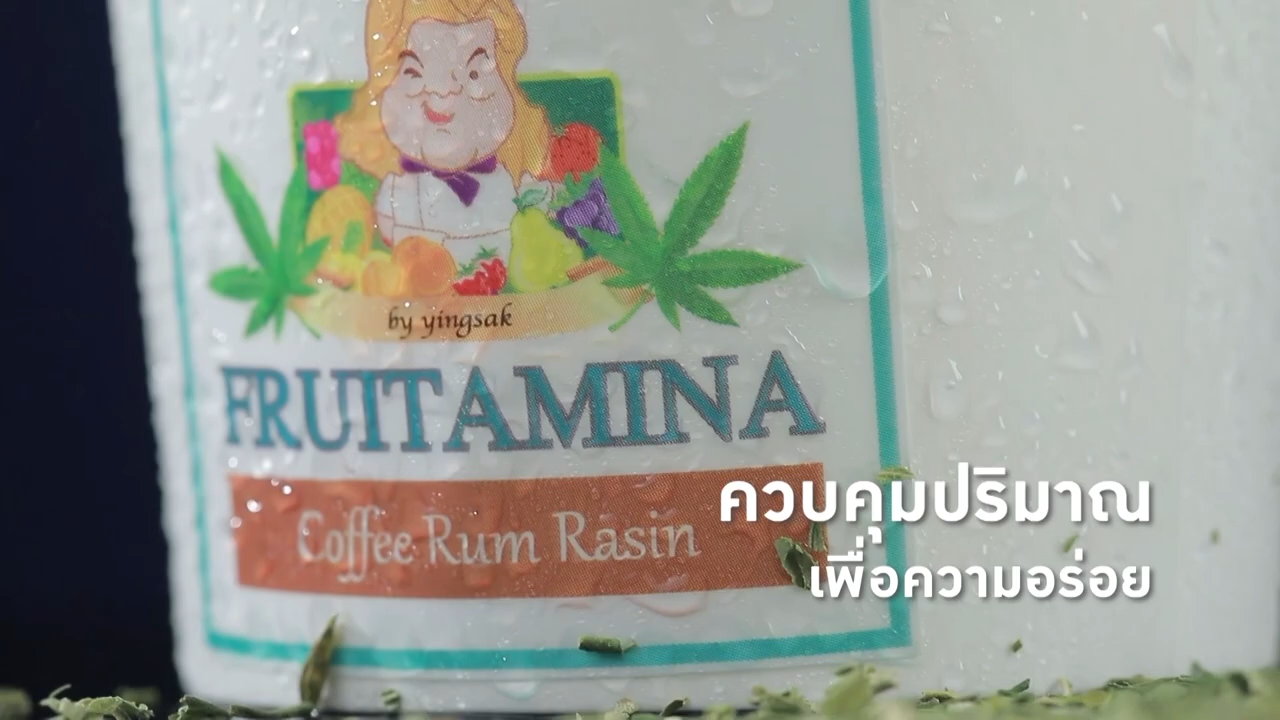 by yingsak
FRUITAMINA
Coffee Rum Rasin
ควบคุมปริมาณ
เพื่อความอร่อย